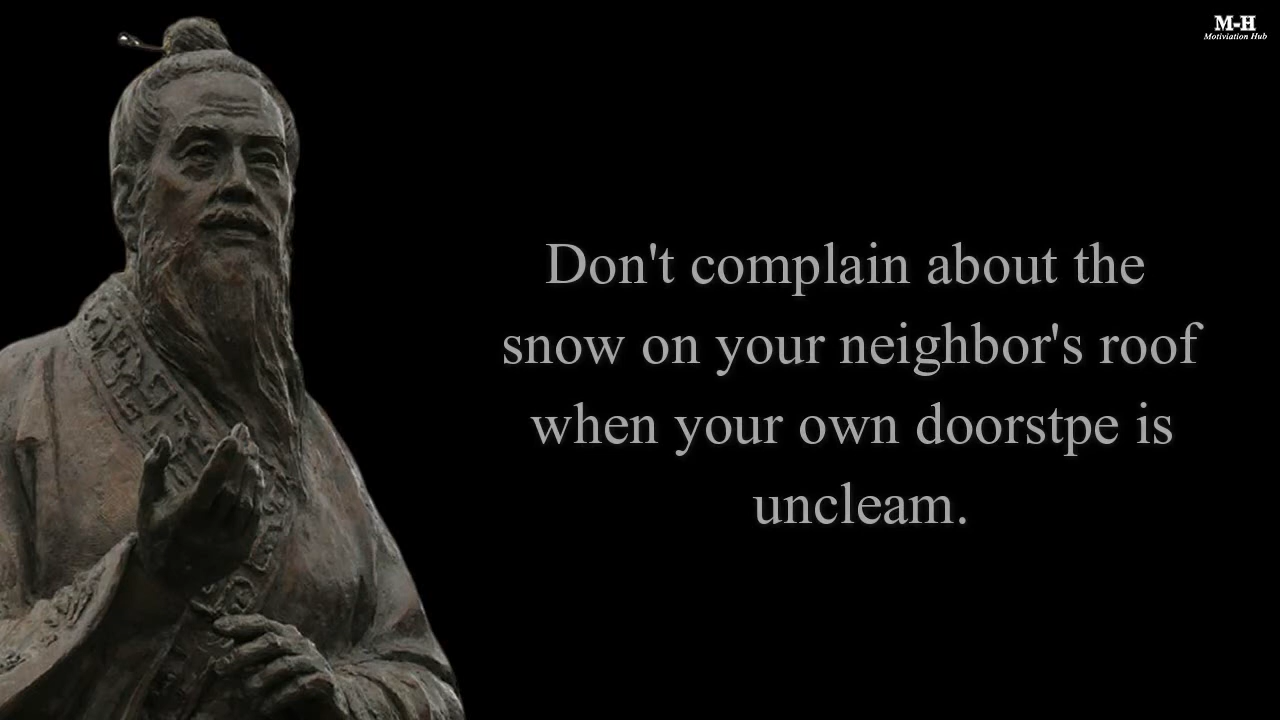 M-H
Motiviation Hub
Don't complain about the
snow on your neighbor's roof
when your own doorstpe is
uncleam.